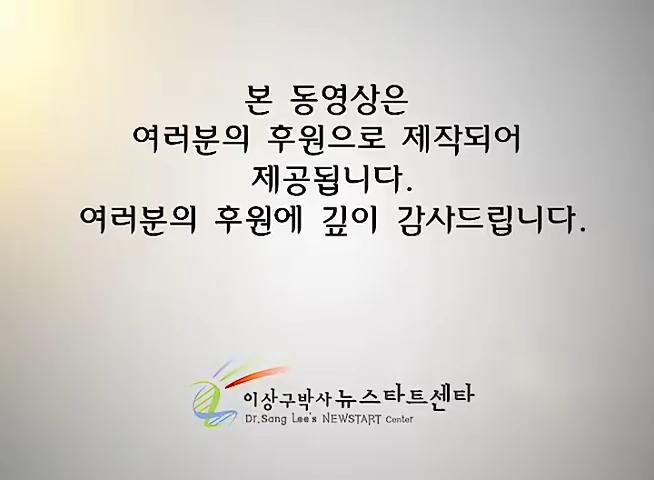 본 동영상은
여러분의 후원으로 제작되어
제공됩니다.
여러분의 후원에 깊이 감사드립니다.
이상구박사 뉴스타트센타
Dr.Sang Lee's NEWSTART Center